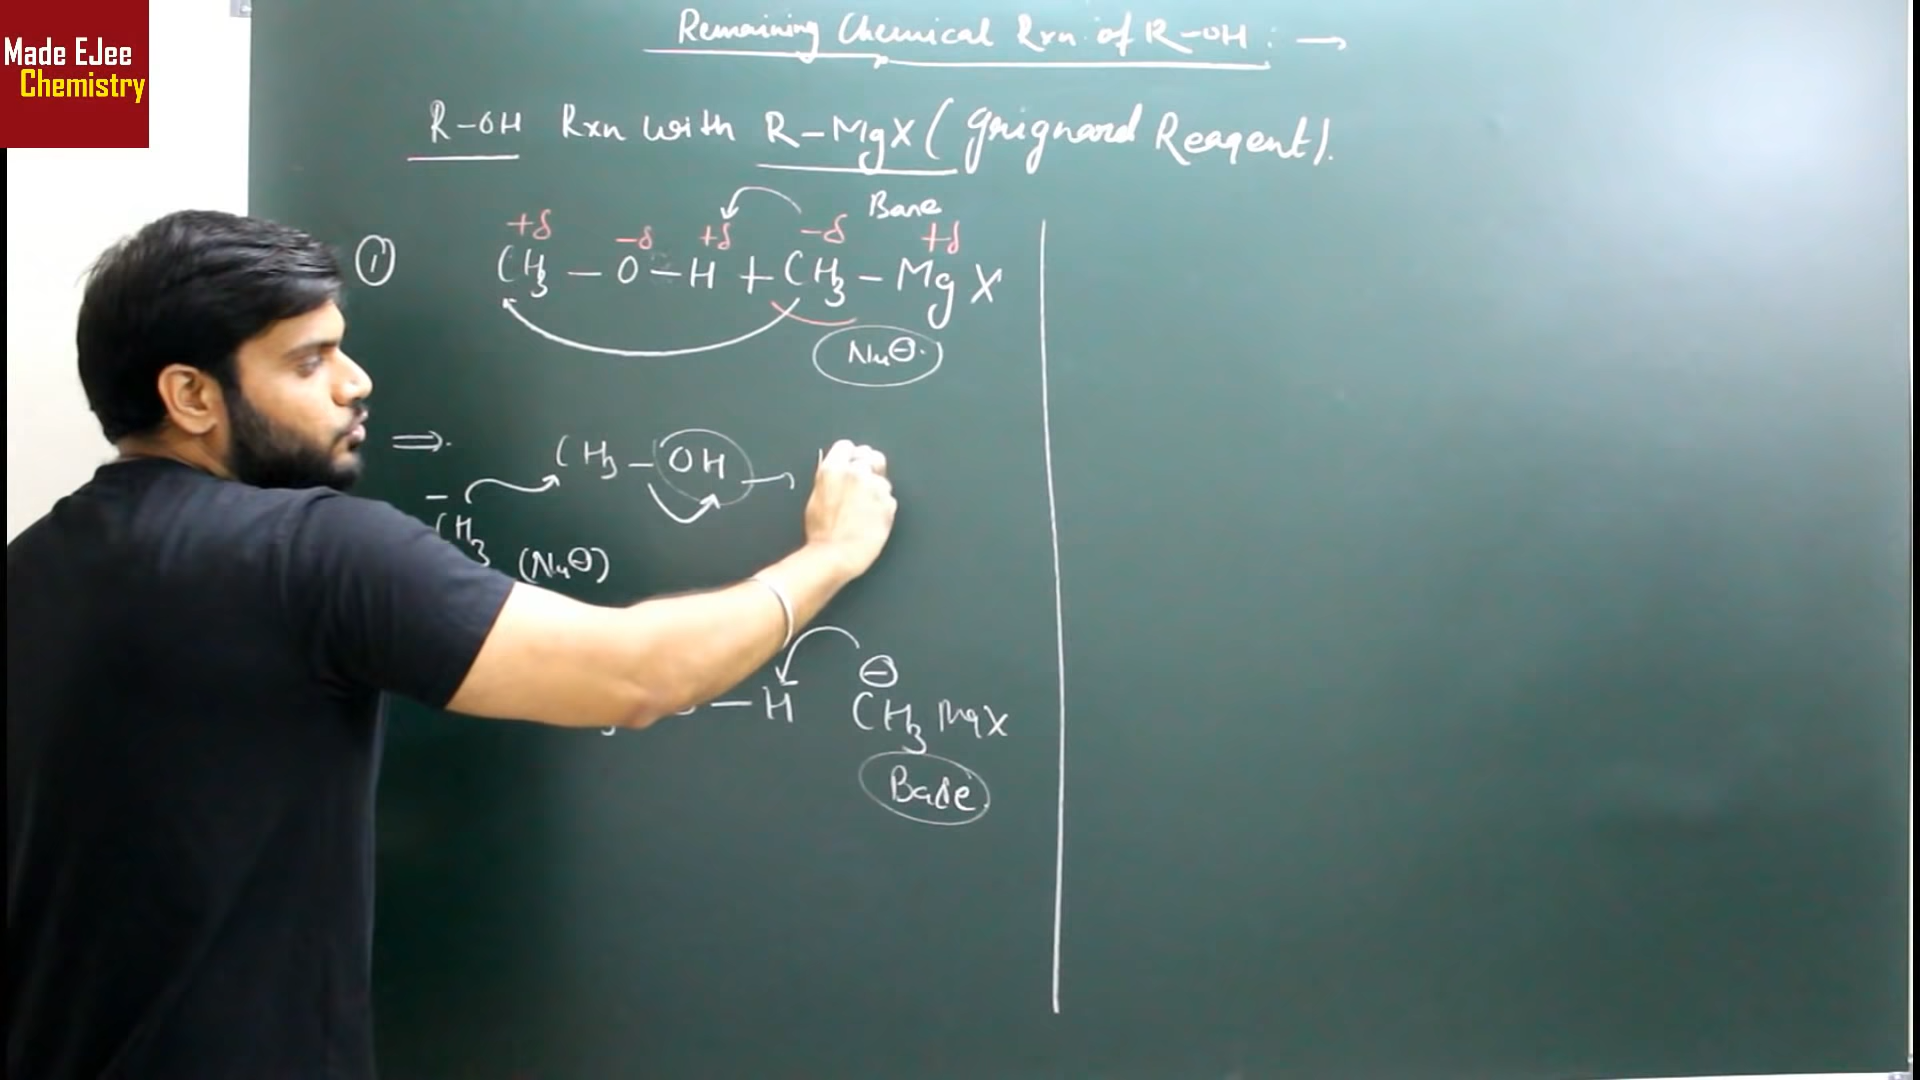 Made EJee
Chemistry
Remaining Chemical Rxn. of R-OH : →
R-OH Rxn with R-MgX (Grignard Reagent).
Base
+δ -δ +δ -δ +δ
① CH3 - O - H + CH3 - Mg X
Nu⊖
⇒ CH3 - OH →
-
CH3 (Nu⊖)
⊖
- H CH3 MgX
Base